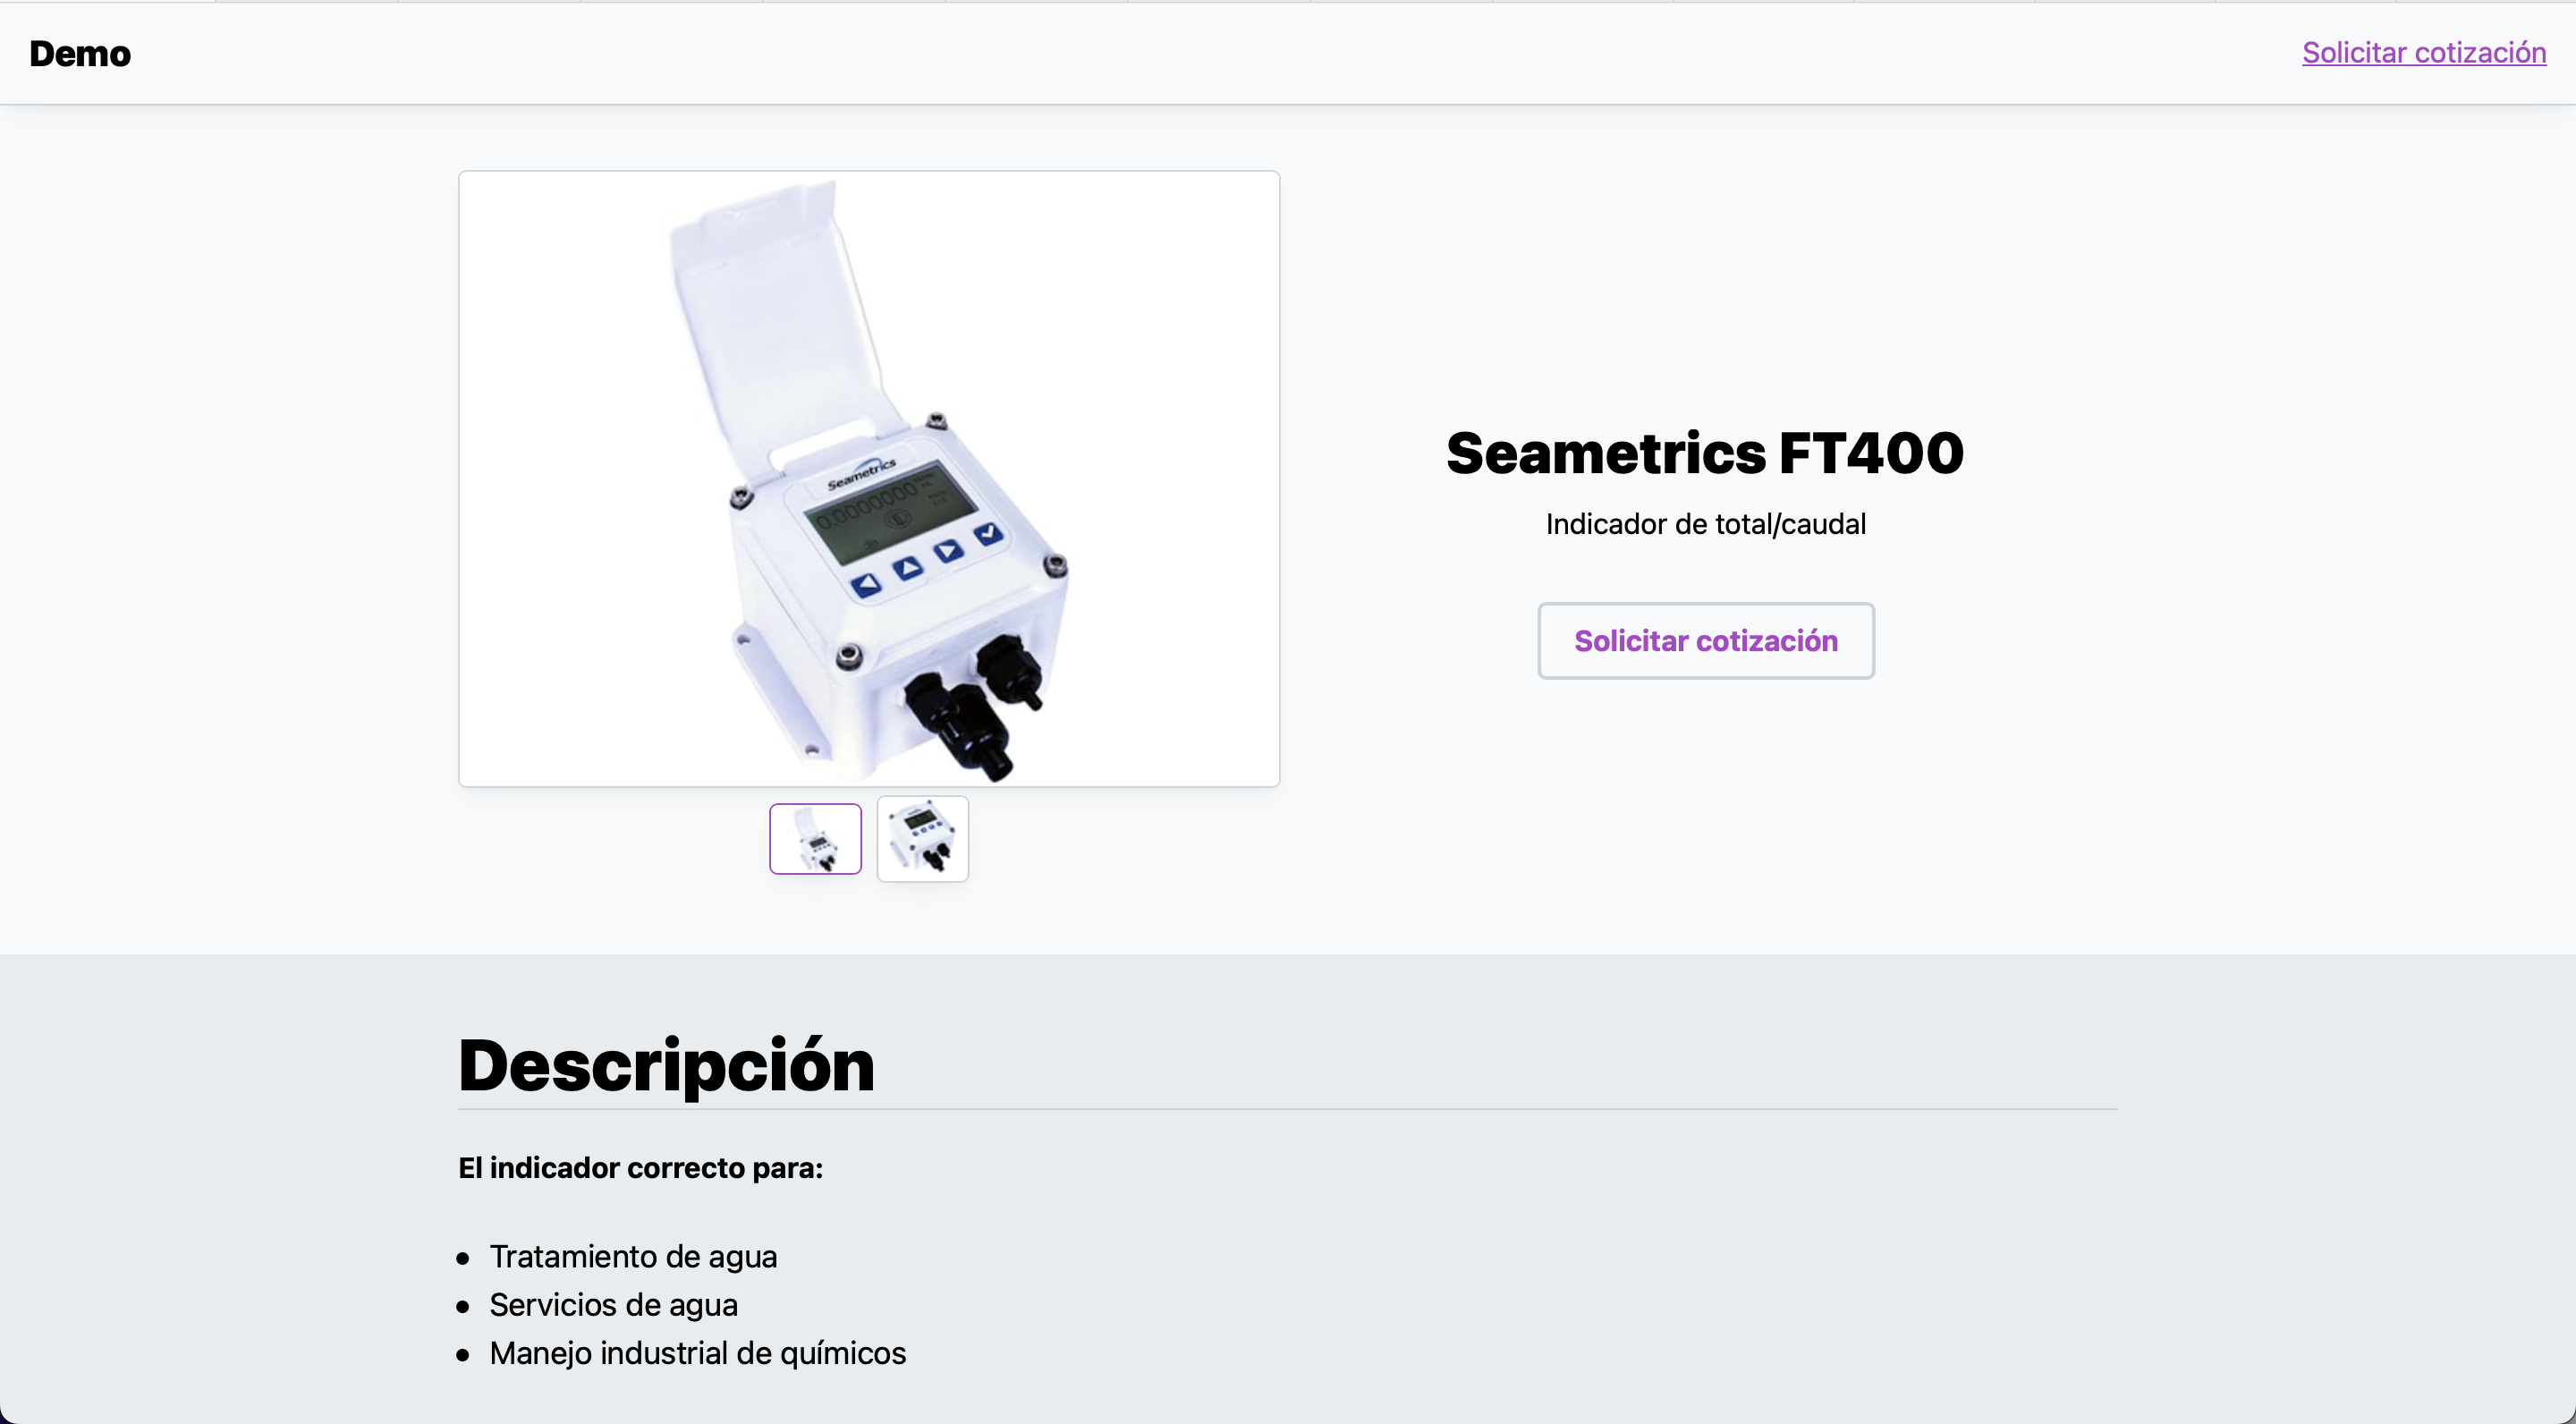 Demo
Solicitar cotización
Seametrics
0.0000000
Seametrics FT400
Indicador de total/caudal
Solicitar cotización
Descripción
El indicador correcto para:
Tratamiento de agua
Servicios de agua
Manejo industrial de químicos